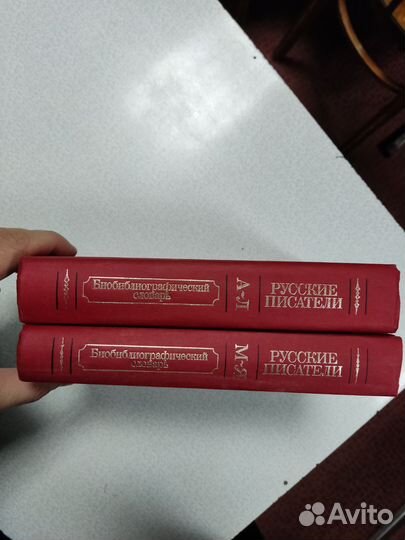 Биобиблиографический
словарь
А-Л
РУССКИЕ
ПИСАТЕЛИ
Биобиблиографический
словарь
М-Я
РУССКИЕ
ПИСАТЕЛИ
Avito